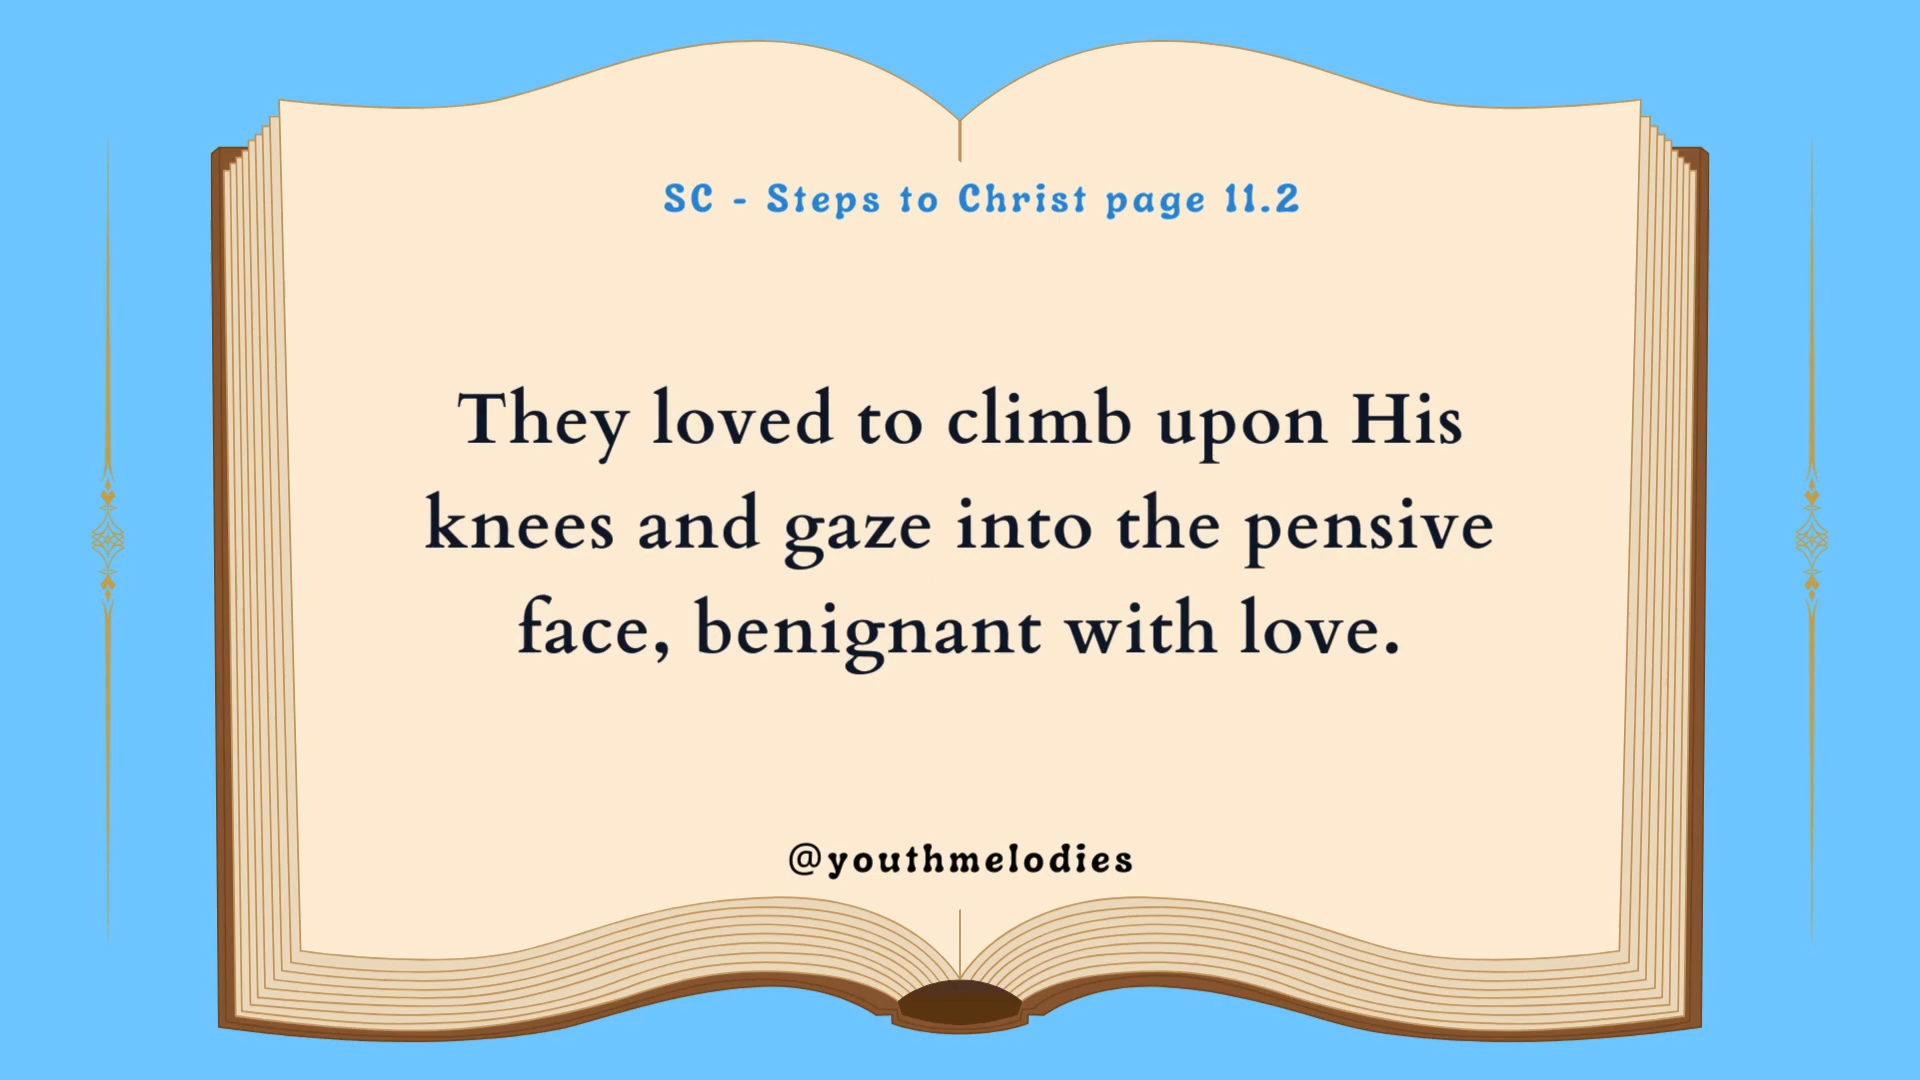 SC - Steps to Christ page 11.2
They loved to climb upon His
knees and gaze into the pensive
face, benignant with love.
@youthmelodies